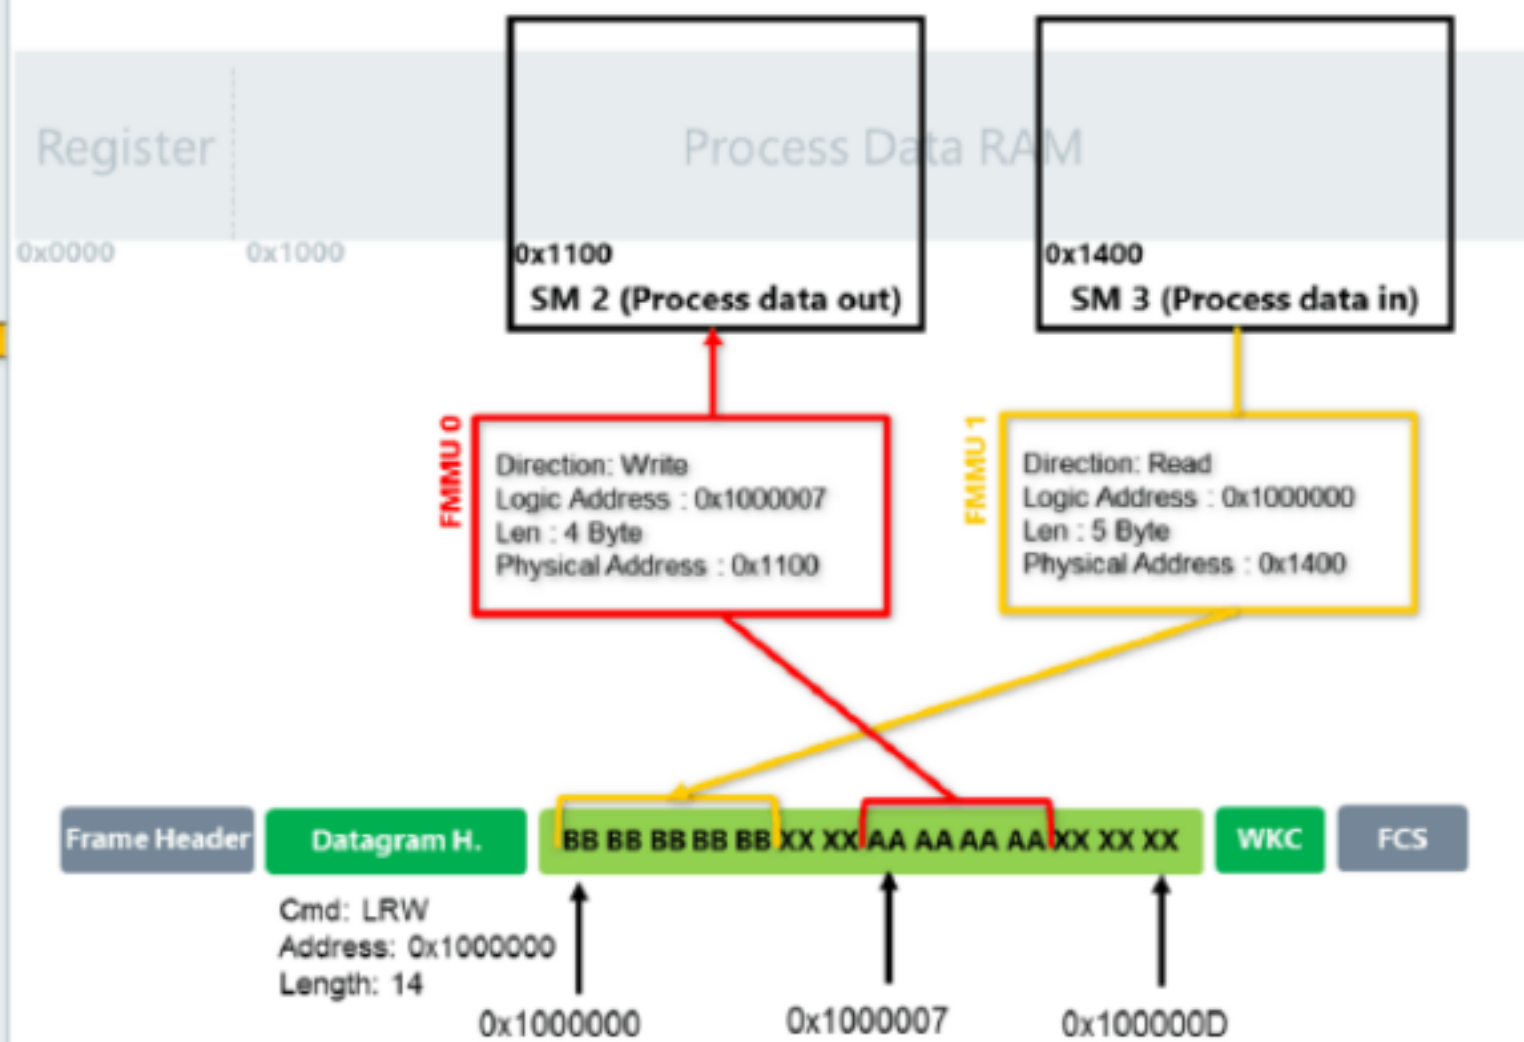 Register
Process Data RAM
0x0000
0x1000
0x1100
0x1400
SM 2 (Process data out)
SM 3 (Process data in)
FMMU 0
Direction: Write
Logic Address : 0x1000007
Len : 4 Byte
Physical Address : 0x1100
FMMU 1
Direction: Read
Logic Address : 0x1000000
Len : 5 Byte
Physical Address : 0x1400
Frame Header
Datagram H.
BB BB BB BB BB XX XX AA AA AA AA XX XX XX
WKC
FCS
Cmd: LRW
Address: 0x1000000
Length: 14
0x1000000
0x1000007
0x100000D